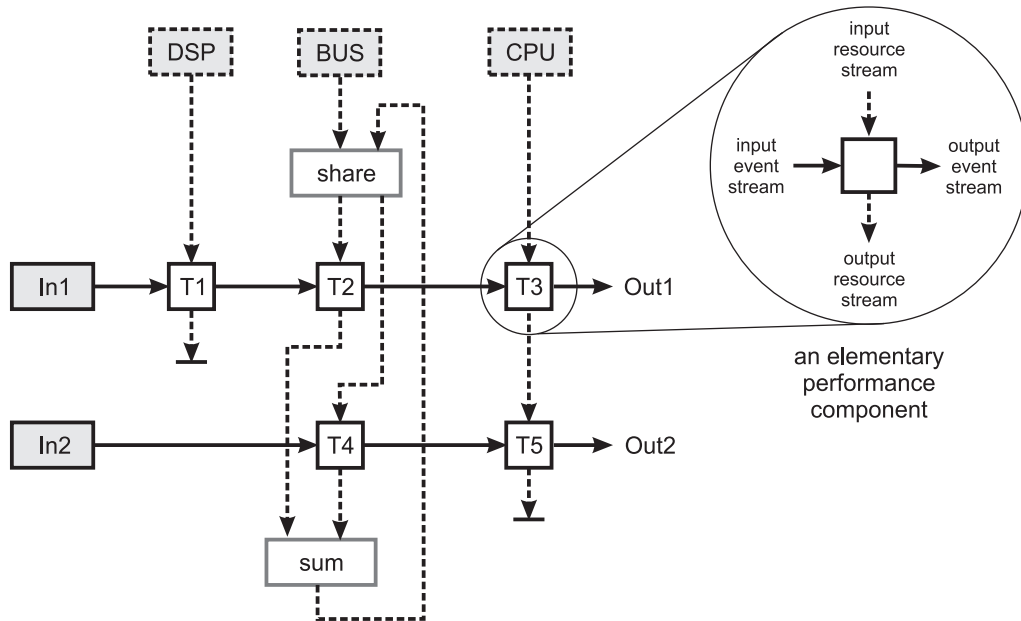 DSP
BUS
CPU
share
In1
T1
T2
T3
Out1
In2
T4
T5
Out2
sum
input
resource
stream
input
event
stream
output
event
stream
output
resource
stream
an elementary
performance
component